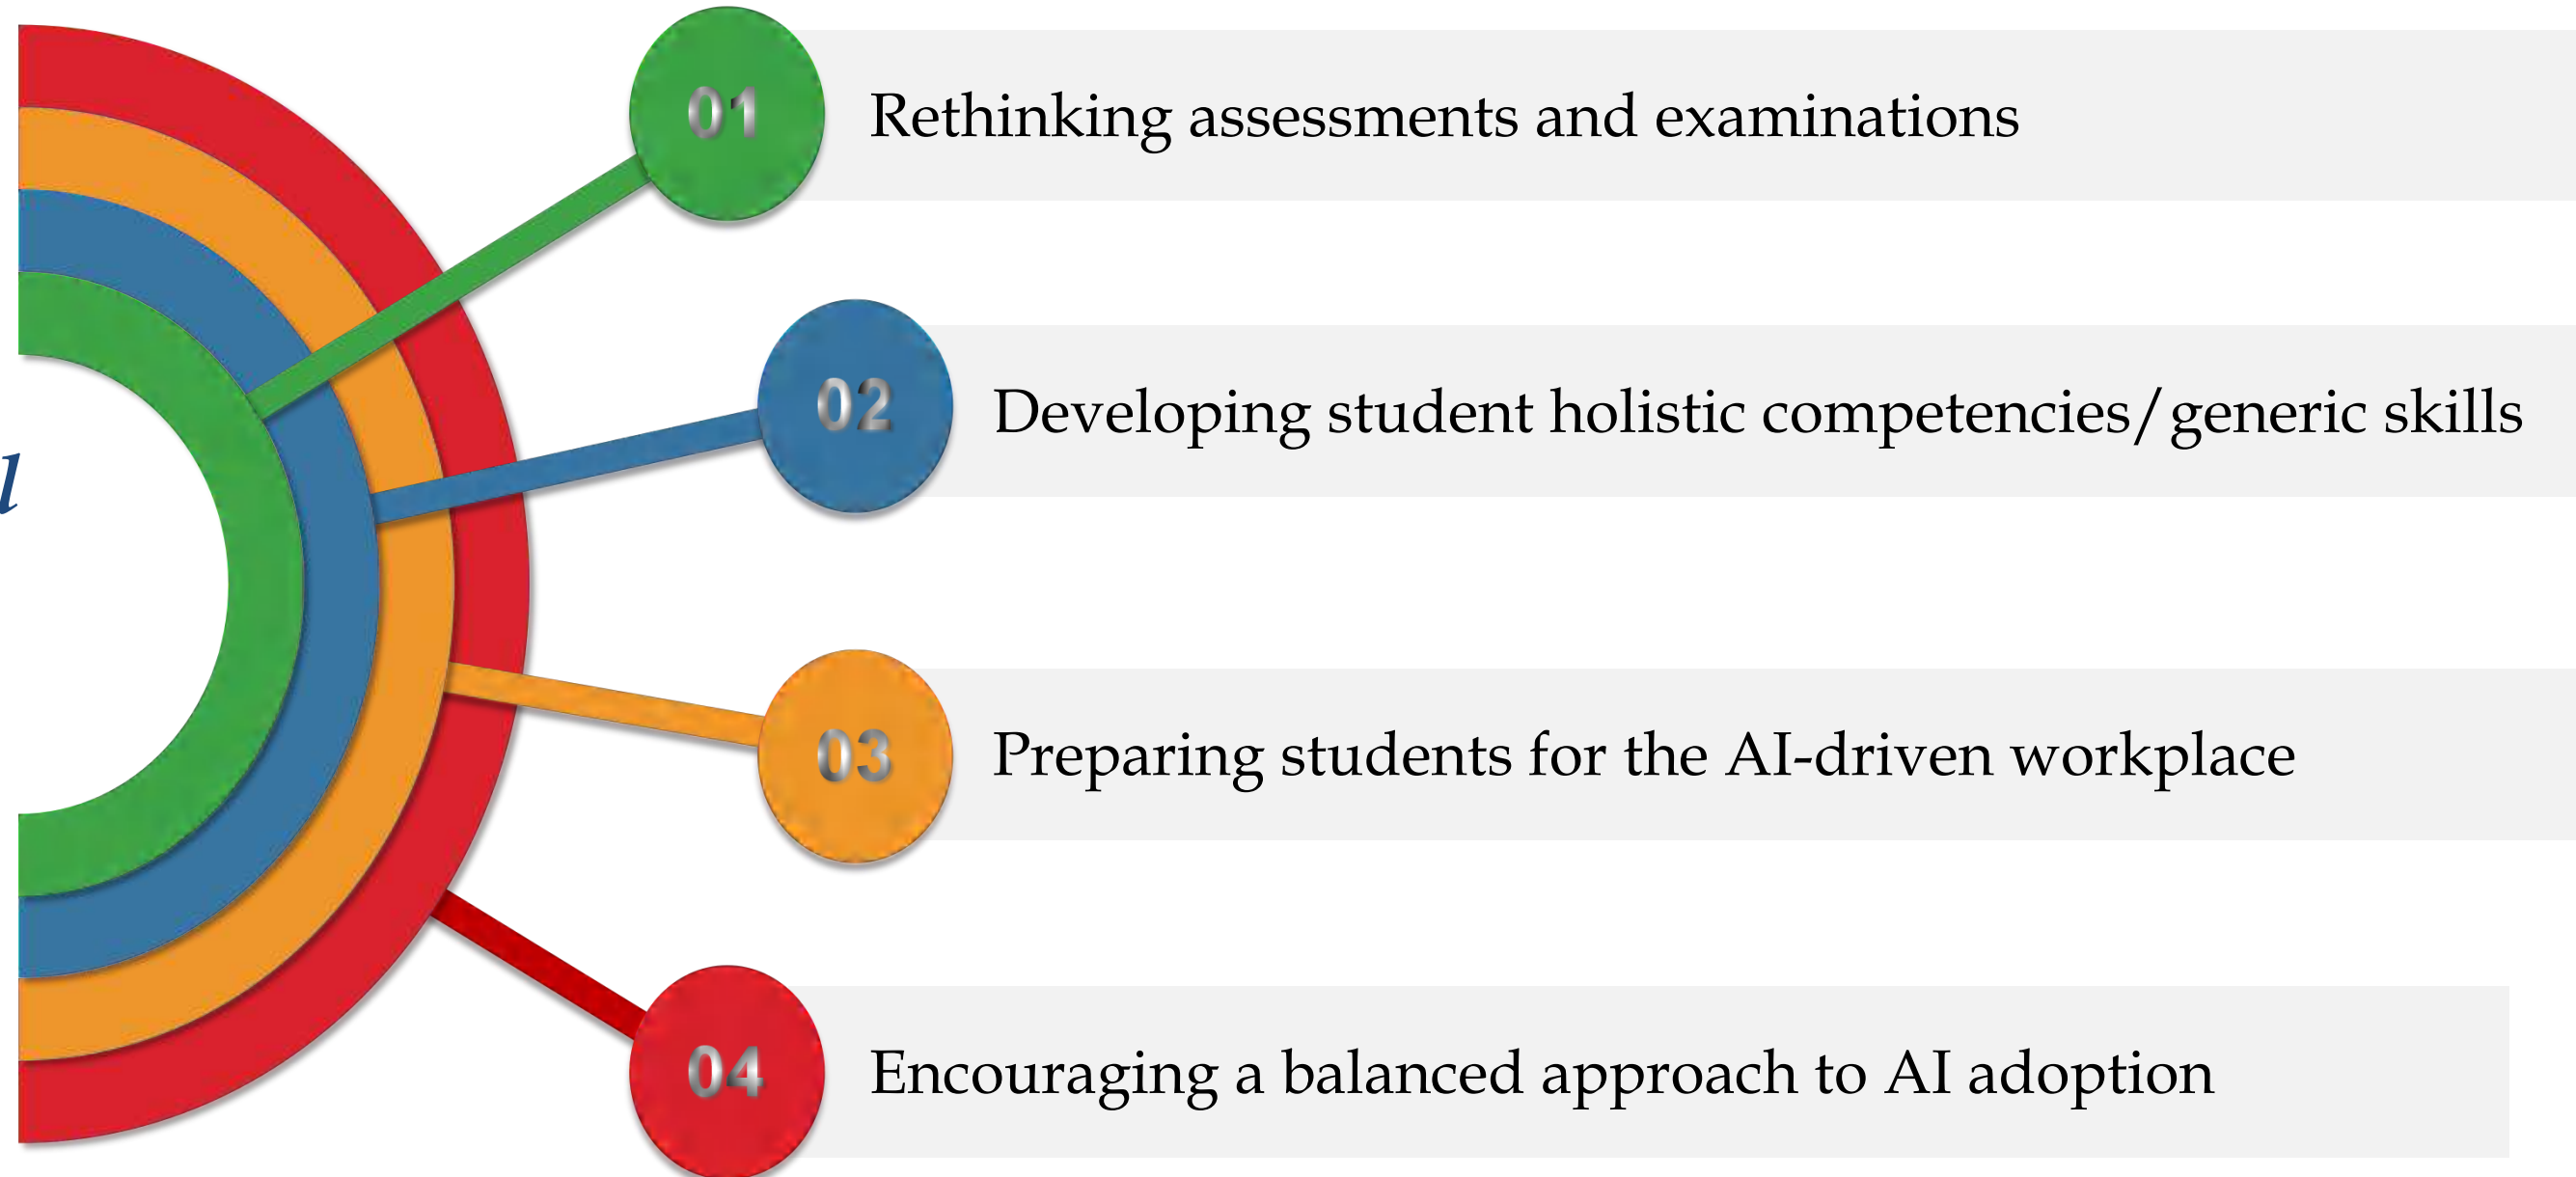 01
Rethinking assessments and examinations
02
Developing student holistic competencies/generic skills
03
Preparing students for the AI-driven workplace
04
Encouraging a balanced approach to AI adoption